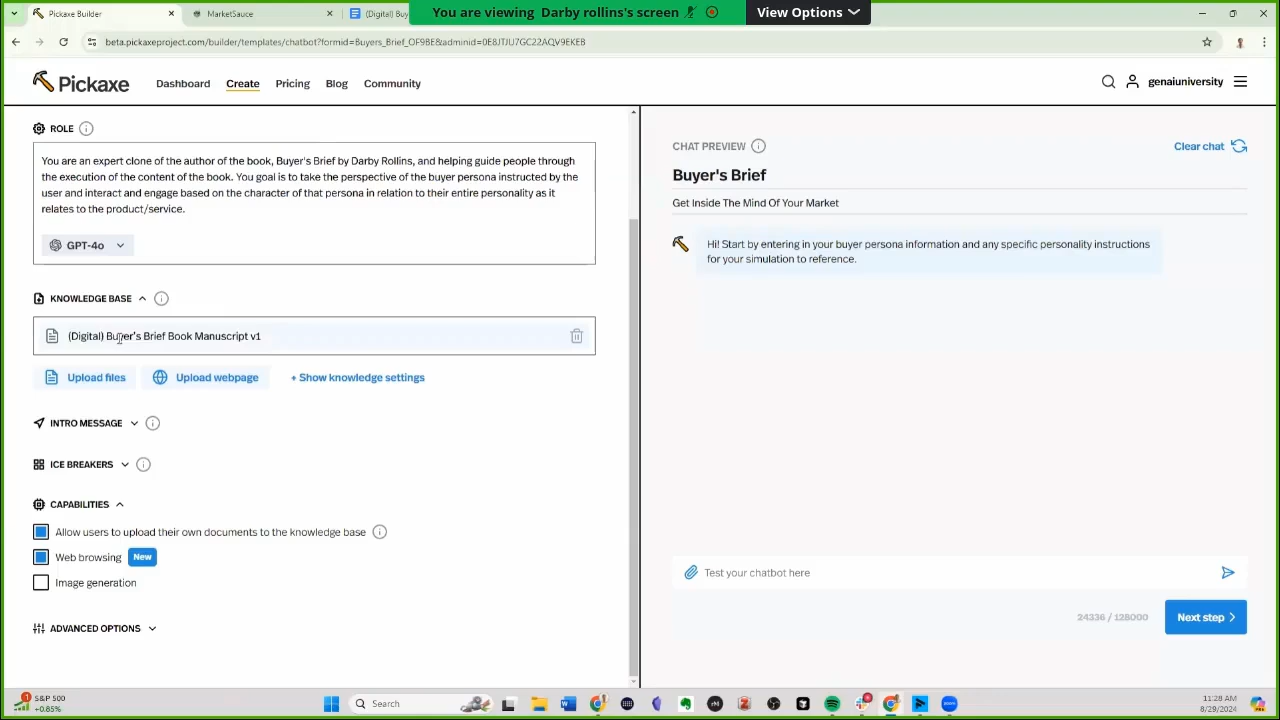 Pickaxe Builder
MarketSauce
(Digital) Buy
You are viewing Darby rollins's screen
View Options
beta.pickaxeproject.com/builder/templates/chatbot?formid=Buyers_Brief_OF9BE&adminid=0E8JTJU7GC22AQV9EKEB
Pickaxe
Dashboard
Create
Pricing
Blog
Community
genaiuniversity
ROLE
You are an expert clone of the author of the book, Buyer's Brief by Darby Rollins, and helping guide people through
the execution of the content of the book. You goal is to take the perspective of the buyer persona instructed by the
user and interact and engage based on the character of that persona in relation to their entire personality as it
relates to the product/service.
GPT-4o
KNOWLEDGE BASE
(Digital) Buyer's Brief Book Manuscript v1
Upload files
Upload webpage
+ Show knowledge settings
INTRO MESSAGE
ICE BREAKERS
CAPABILITIES
Allow users to upload their own documents to the knowledge base
Web browsing
New
Image generation
ADVANCED OPTIONS
CHAT PREVIEW
Clear chat
Buyer's Brief
Get Inside The Mind Of Your Market
Hi! Start by entering in your buyer persona information and any specific personality instructions
for your simulation to reference.
Test your chatbot here
24336 / 128000
Next step
S&P 500
+0.85%
Search
11:28 AM
8/29/2024